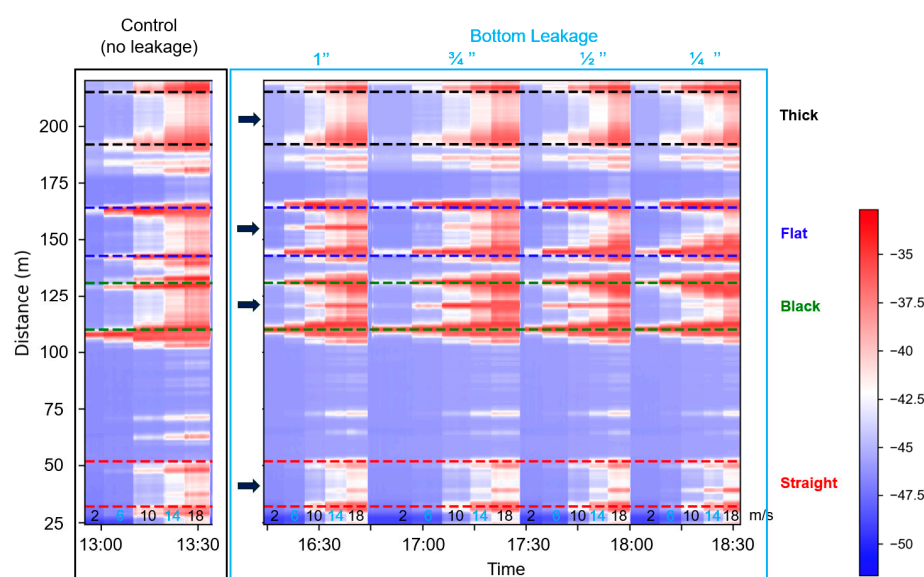 Control
(no leakage)
Bottom Leakage
1”
¾ ”
½ ”
¼ ”
Distance (m)
200
175
150
125
100
75
50
25
Thick
Flat
Black
Straight
2 6 10 14 18
2 6 10 14 18
2 6 10 14 18
2 6 10 14 18
2 6 10 14 18 m/s
13:00
13:30
16:30
17:00
17:30
18:00
18:30
Time
−35
−37.5
−40
−42.5
−45
−47.5
−50